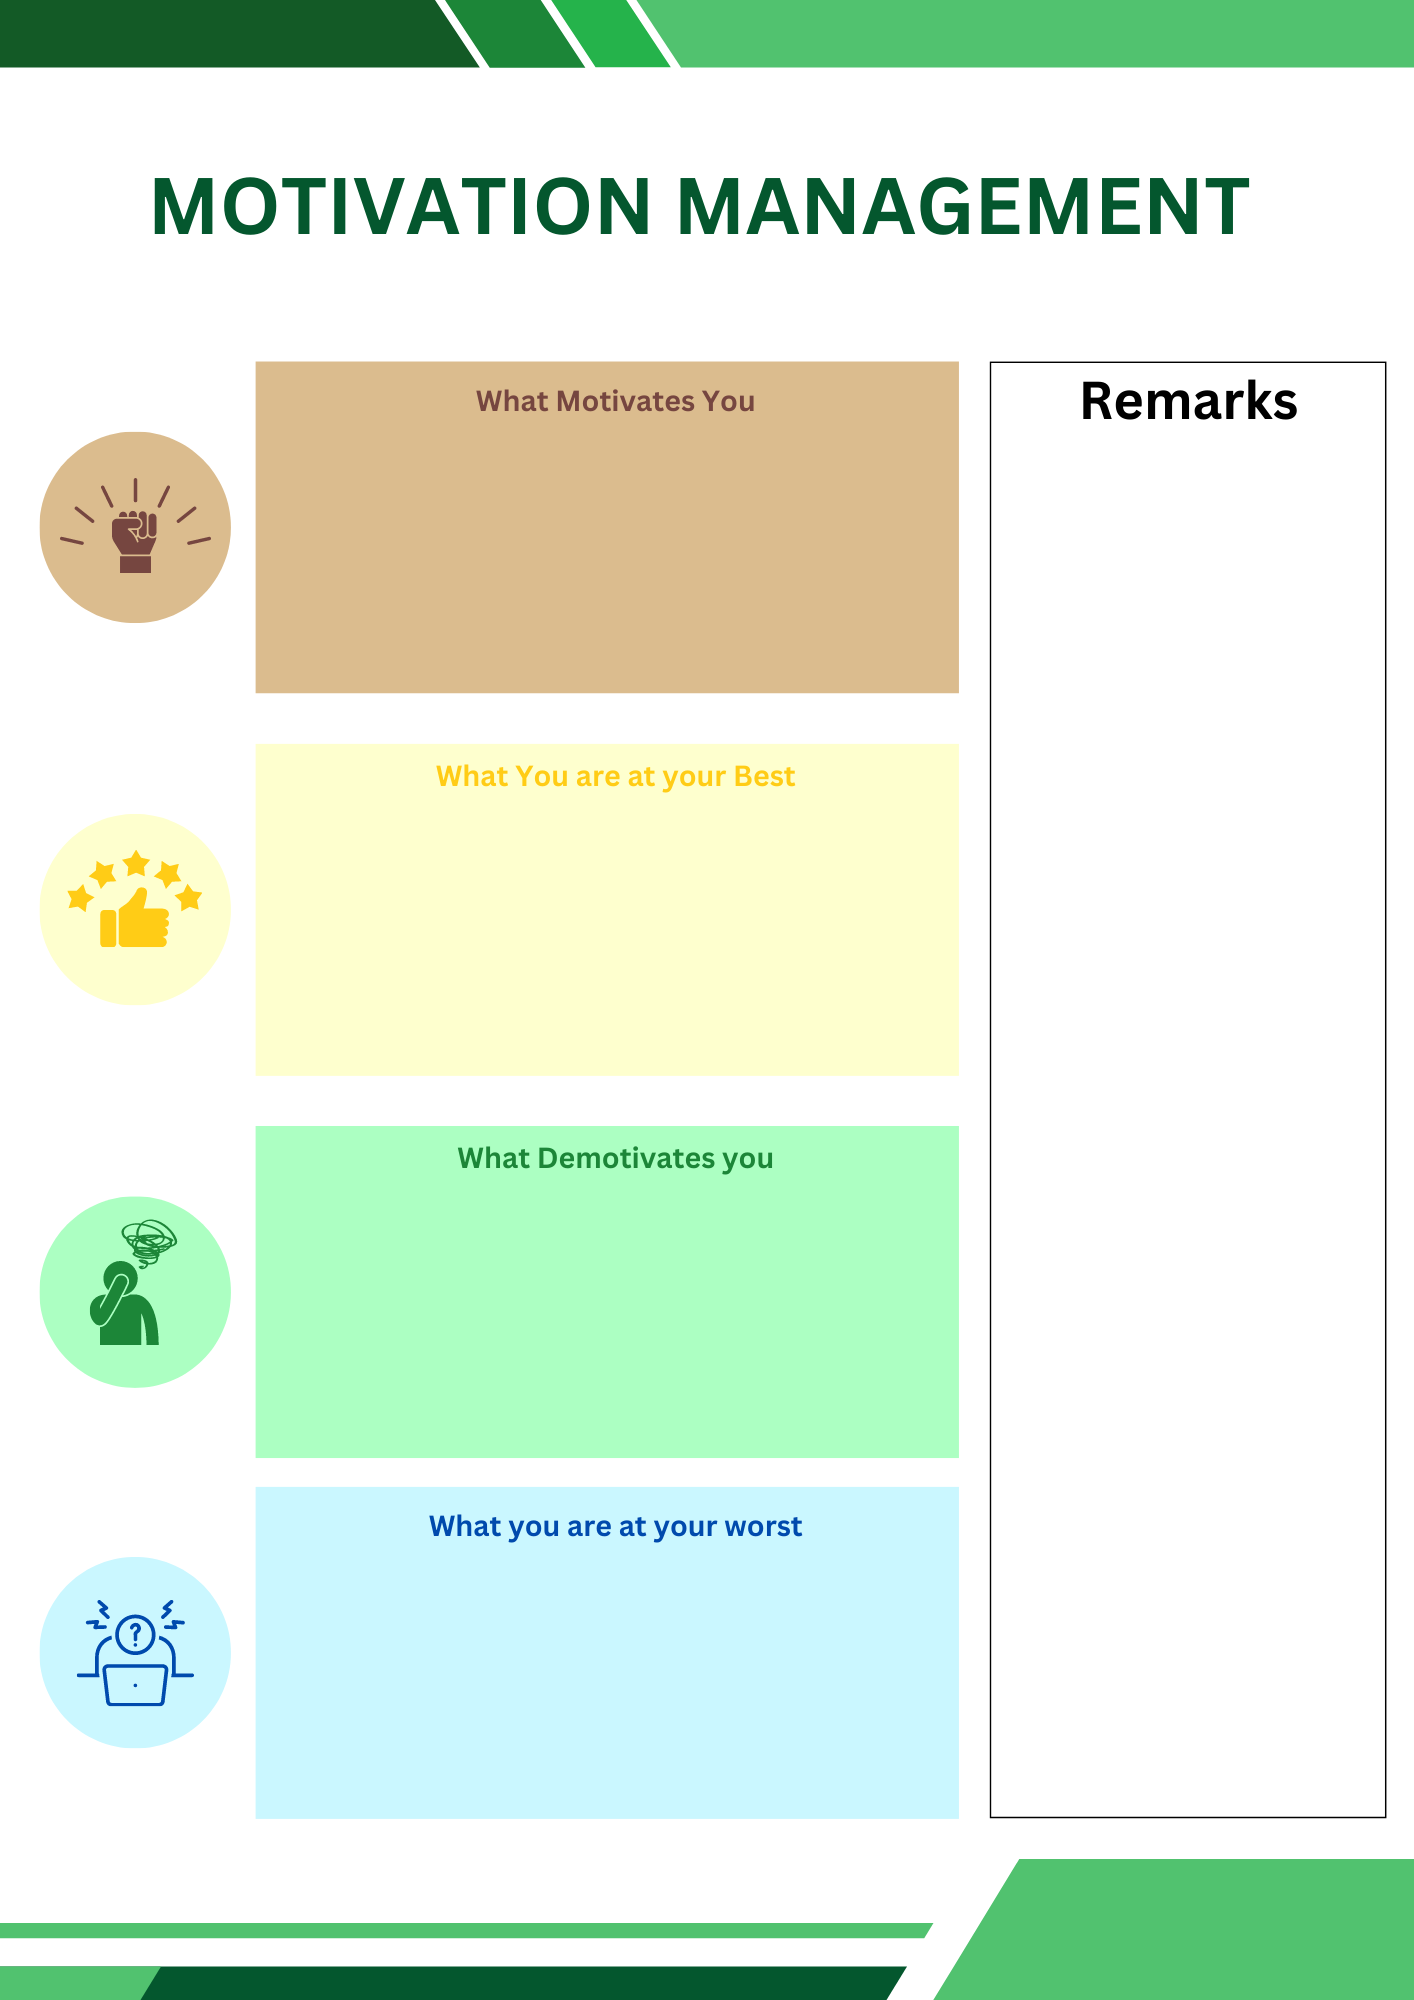 MOTIVATION MANAGEMENT
What Motivates You
Remarks
What You are at your Best
What Demotivates you
What you are at your worst
?